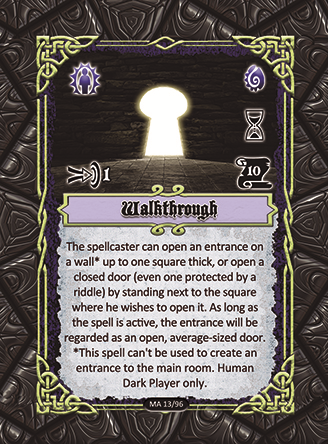 1
10
Walkthrough
The spellcaster can open an entrance on
a wall* up to one square thick, or open a
closed door (even one protected by a
riddle) by standing next to the square
where he wishes to open it. As long as
the spell is active, the entrance will be
regarded as an open, average-sized door.
*This spell can't be used to create an
entrance to the main room. Human
Dark Player only.
MA 13/96